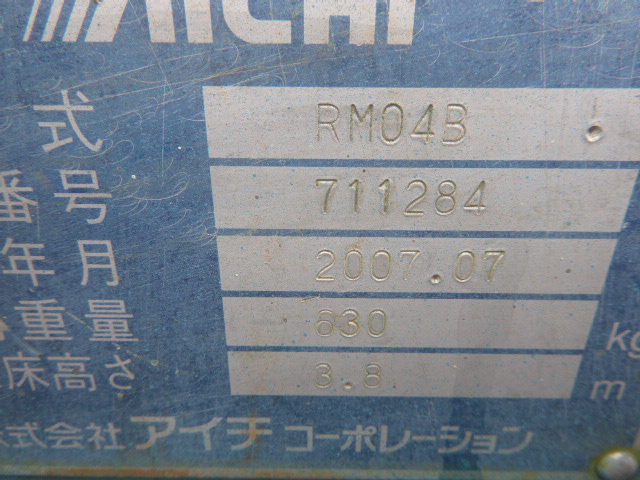 AICHI
式 RM04B
番号 711284
年月 2007.07
重量 630 kg
床高さ 3.8 m
式会社 アイチ コーポレーション